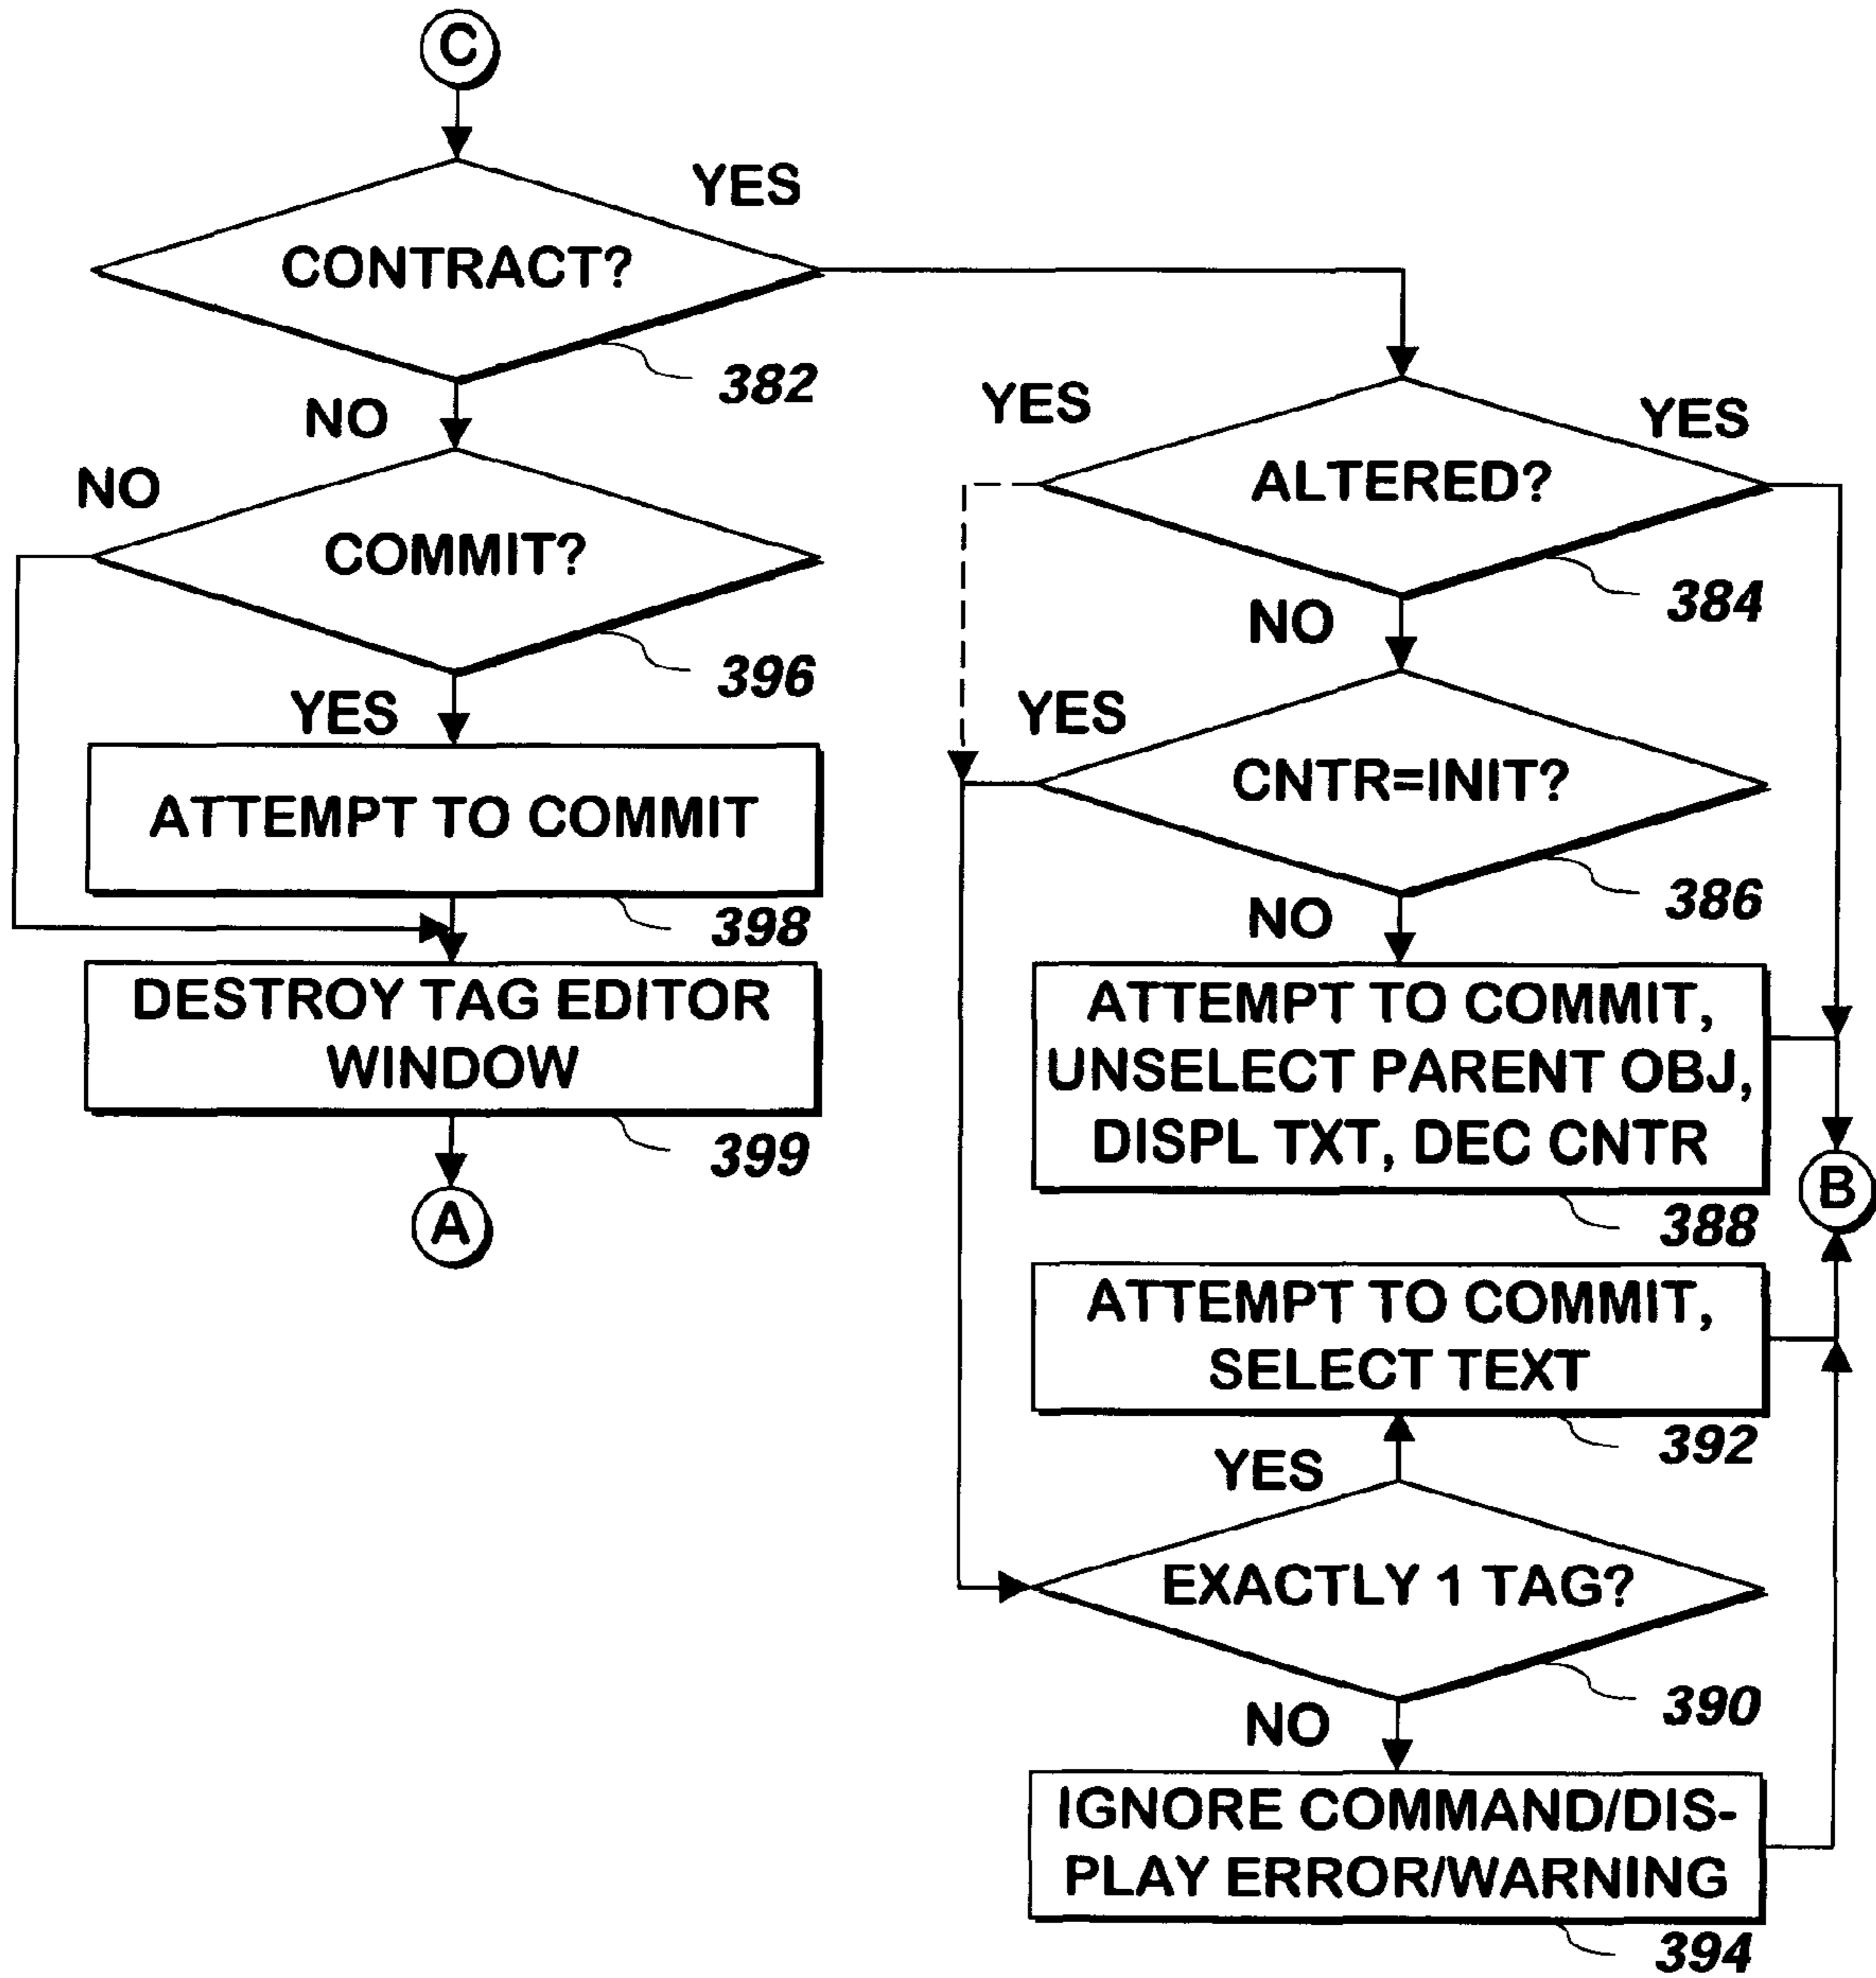 C
YES
CONTRACT?
382
NO
NO
COMMIT?
396
YES
ATTEMPT TO COMMIT
398
DESTROY TAG EDITOR
WINDOW
399
A
YES
YES
ALTERED?
384
NO
YES
CNTR=INIT?
386
NO
ATTEMPT TO COMMIT,
UNSELECT PARENT OBJ,
DISPL TXT, DEC CNTR
388
B
ATTEMPT TO COMMIT,
SELECT TEXT
392
YES
EXACTLY 1 TAG?
390
NO
IGNORE COMMAND/DIS-
PLAY ERROR/WARNING
394